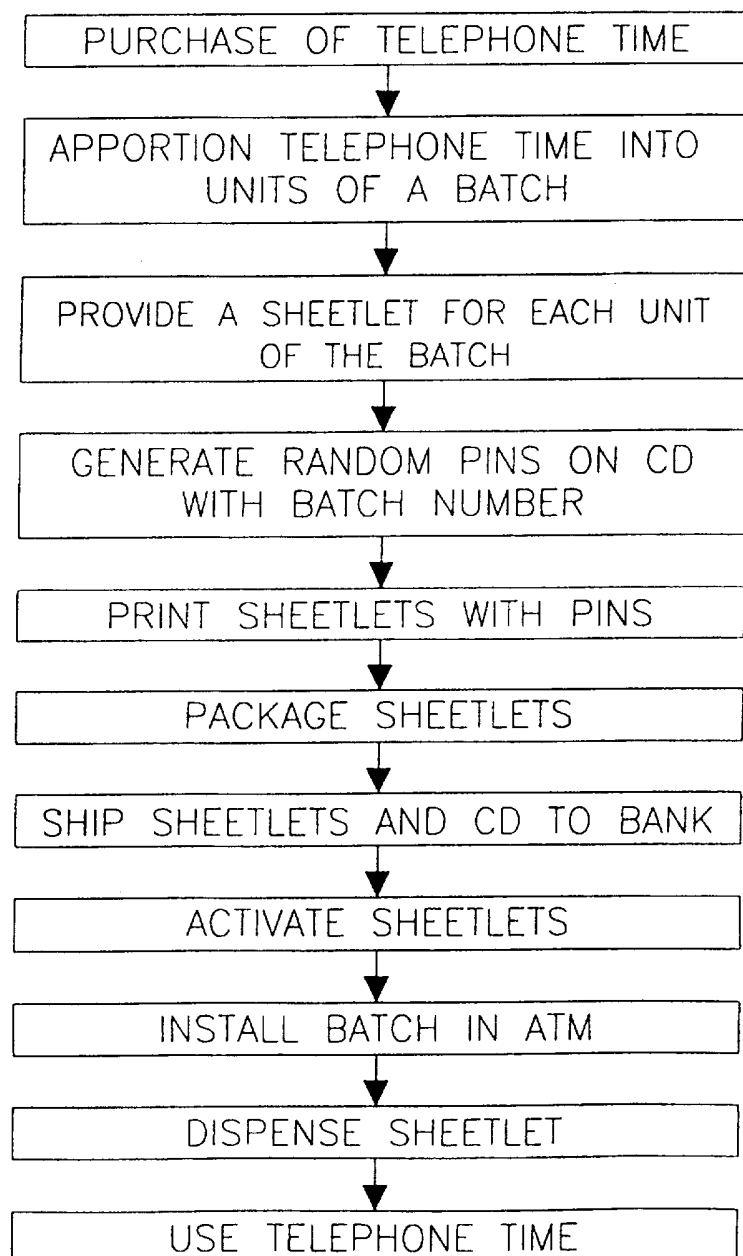 PURCHASE OF TELEPHONE TIME
APPORTION TELEPHONE TIME INTO
UNITS OF A BATCH
PROVIDE A SHEETLET FOR EACH UNIT
OF THE BATCH
GENERATE RANDOM PINS ON CD
WITH BATCH NUMBER
PRINT SHEETLETS WITH PINS
PACKAGE SHEETLETS
SHIP SHEETLETS AND CD TO BANK
ACTIVATE SHEETLETS
INSTALL BATCH IN ATM
DISPENSE SHEETLET
USE TELEPHONE TIME